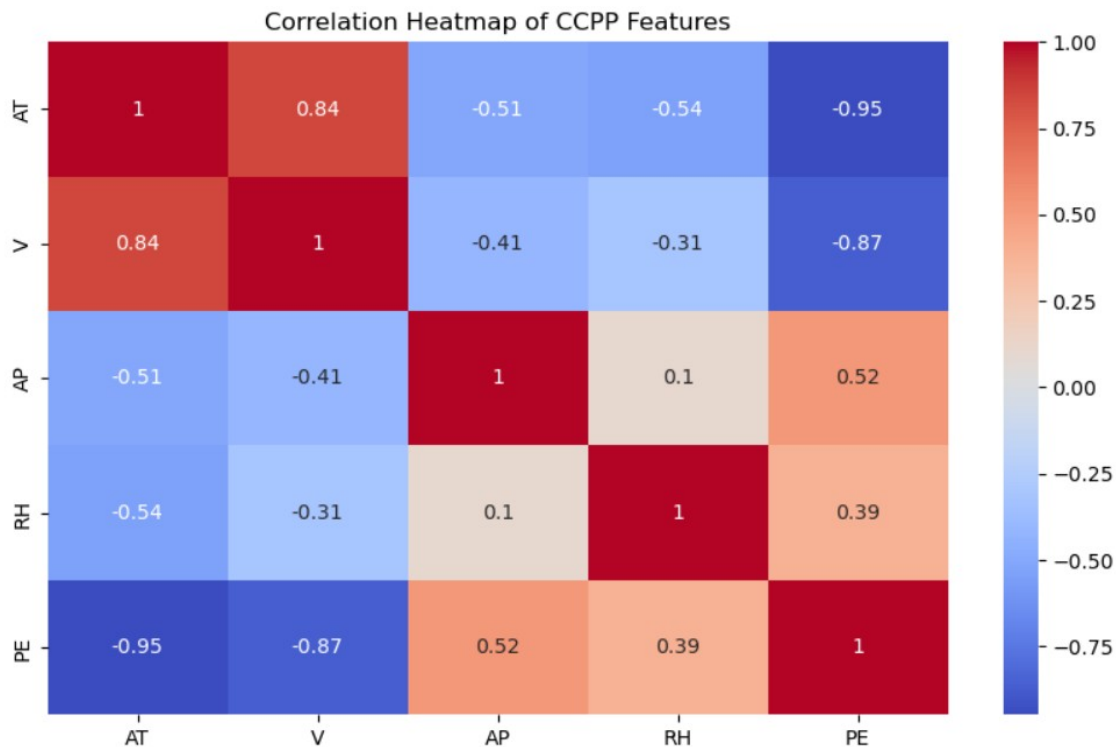 Correlation Heatmap of CCPP Features
AT 1 0.84 -0.51 -0.54 -0.95
V 0.84 1 -0.41 -0.31 -0.87
AP -0.51 -0.41 1 0.1 0.52
RH -0.54 -0.31 0.1 1 0.39
PE -0.95 -0.87 0.52 0.39 1
AT V AP RH PE
1.00
0.75
0.50
0.25
0.00
−0.25
−0.50
−0.75